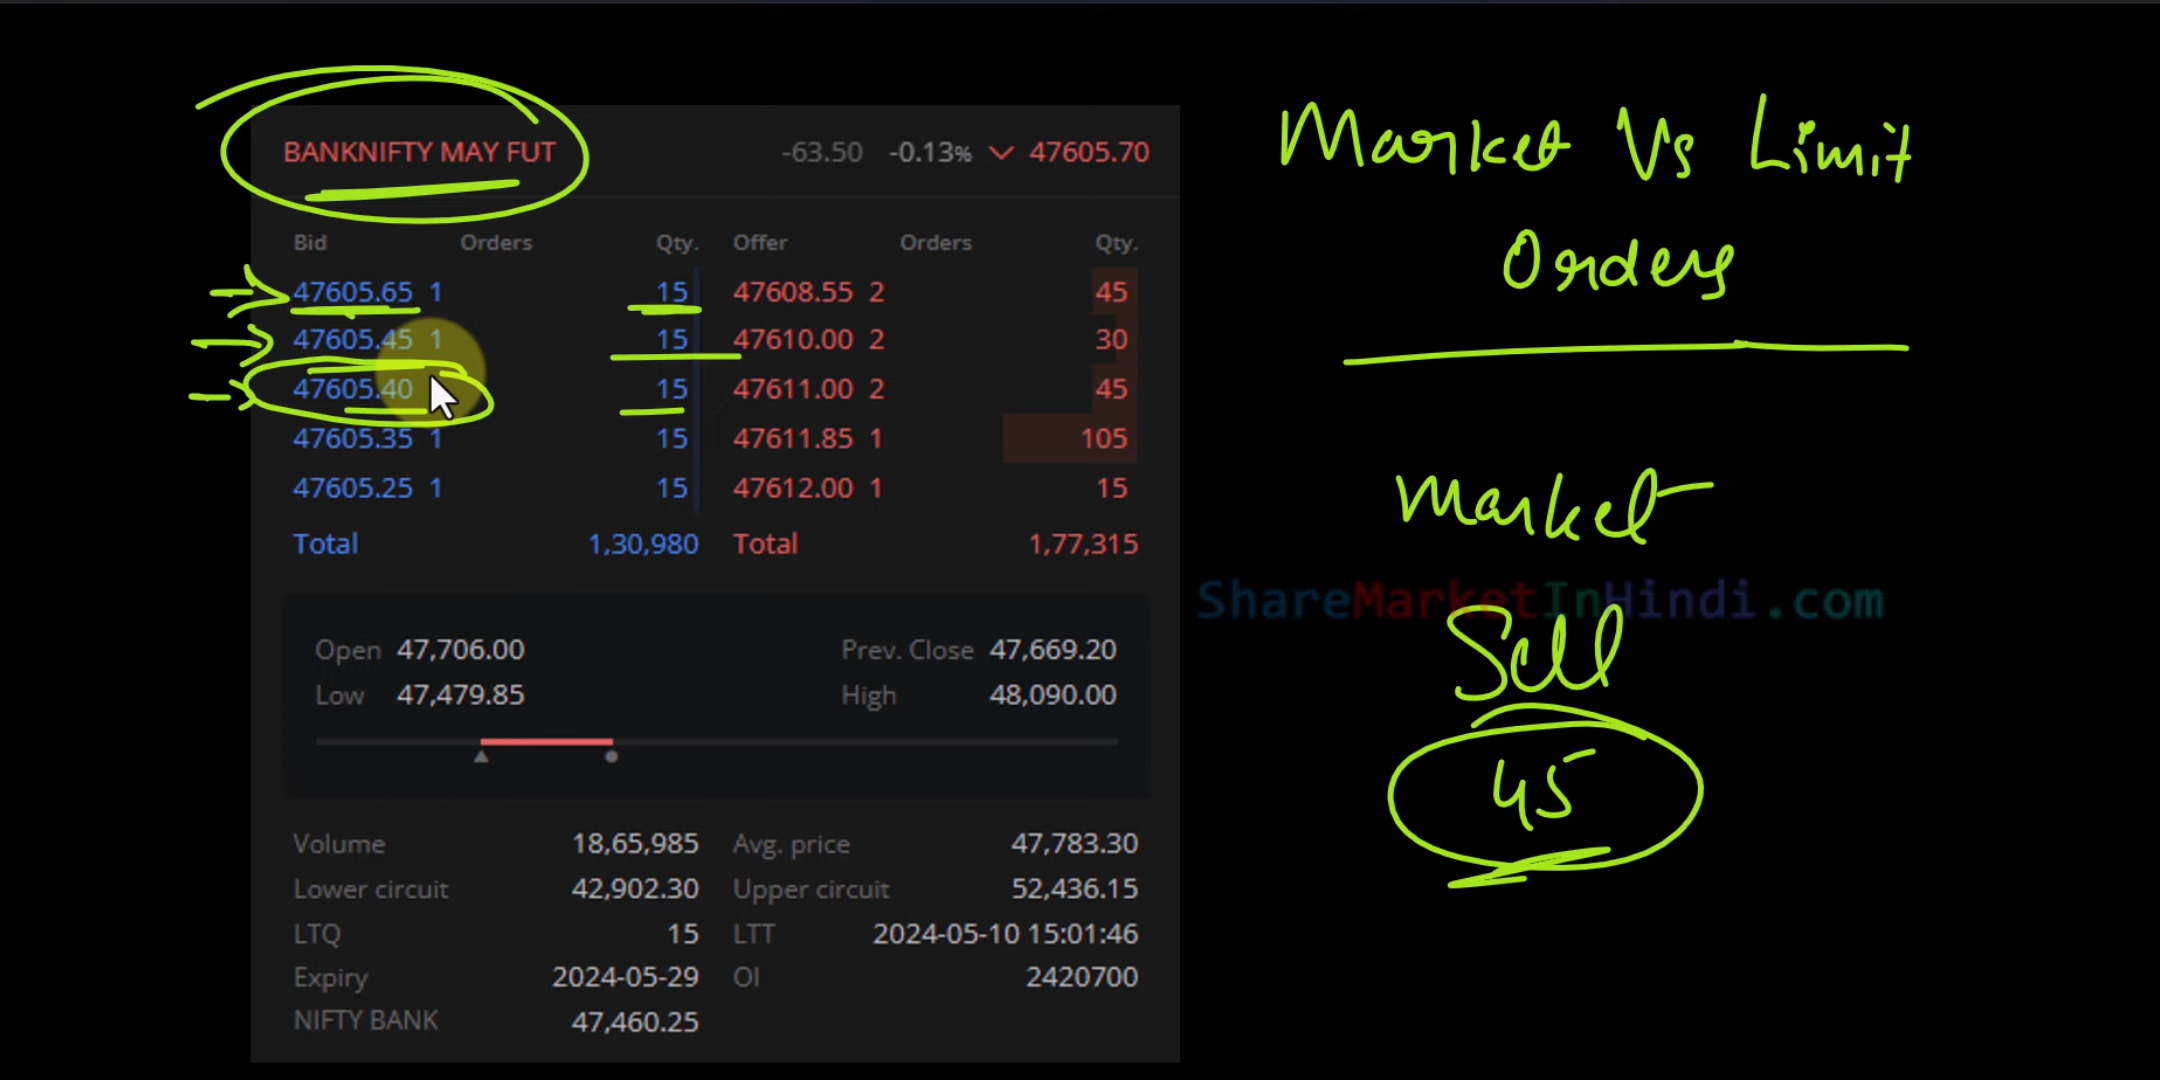 BANKNIFTY MAY FUT -63.50 -0.13% 47605.70
Bid Orders Qty. Offer Orders Qty.
47605.65 1 15 47608.55 2 45
47605.45 1 15 47610.00 2 30
47605.40 15 47611.00 2 45
47605.35 1 15 47611.85 1 105
47605.25 1 15 47612.00 1 15
Total 1,30,980 Total 1,77,315
Open 47,706.00 Prev. Close 47,669.20
Low 47,479.85 High 48,090.00
Volume 18,65,985 Avg. price 47,783.30
Lower circuit 42,902.30 Upper circuit 52,436.15
LTQ 15 LTT 2024-05-10 15:01:46
Expiry 2024-05-29 OI 2420700
NIFTY BANK 47,460.25
Market Vs Limit
Orders
Market
ShareMarketInHindi.com
Sell
45